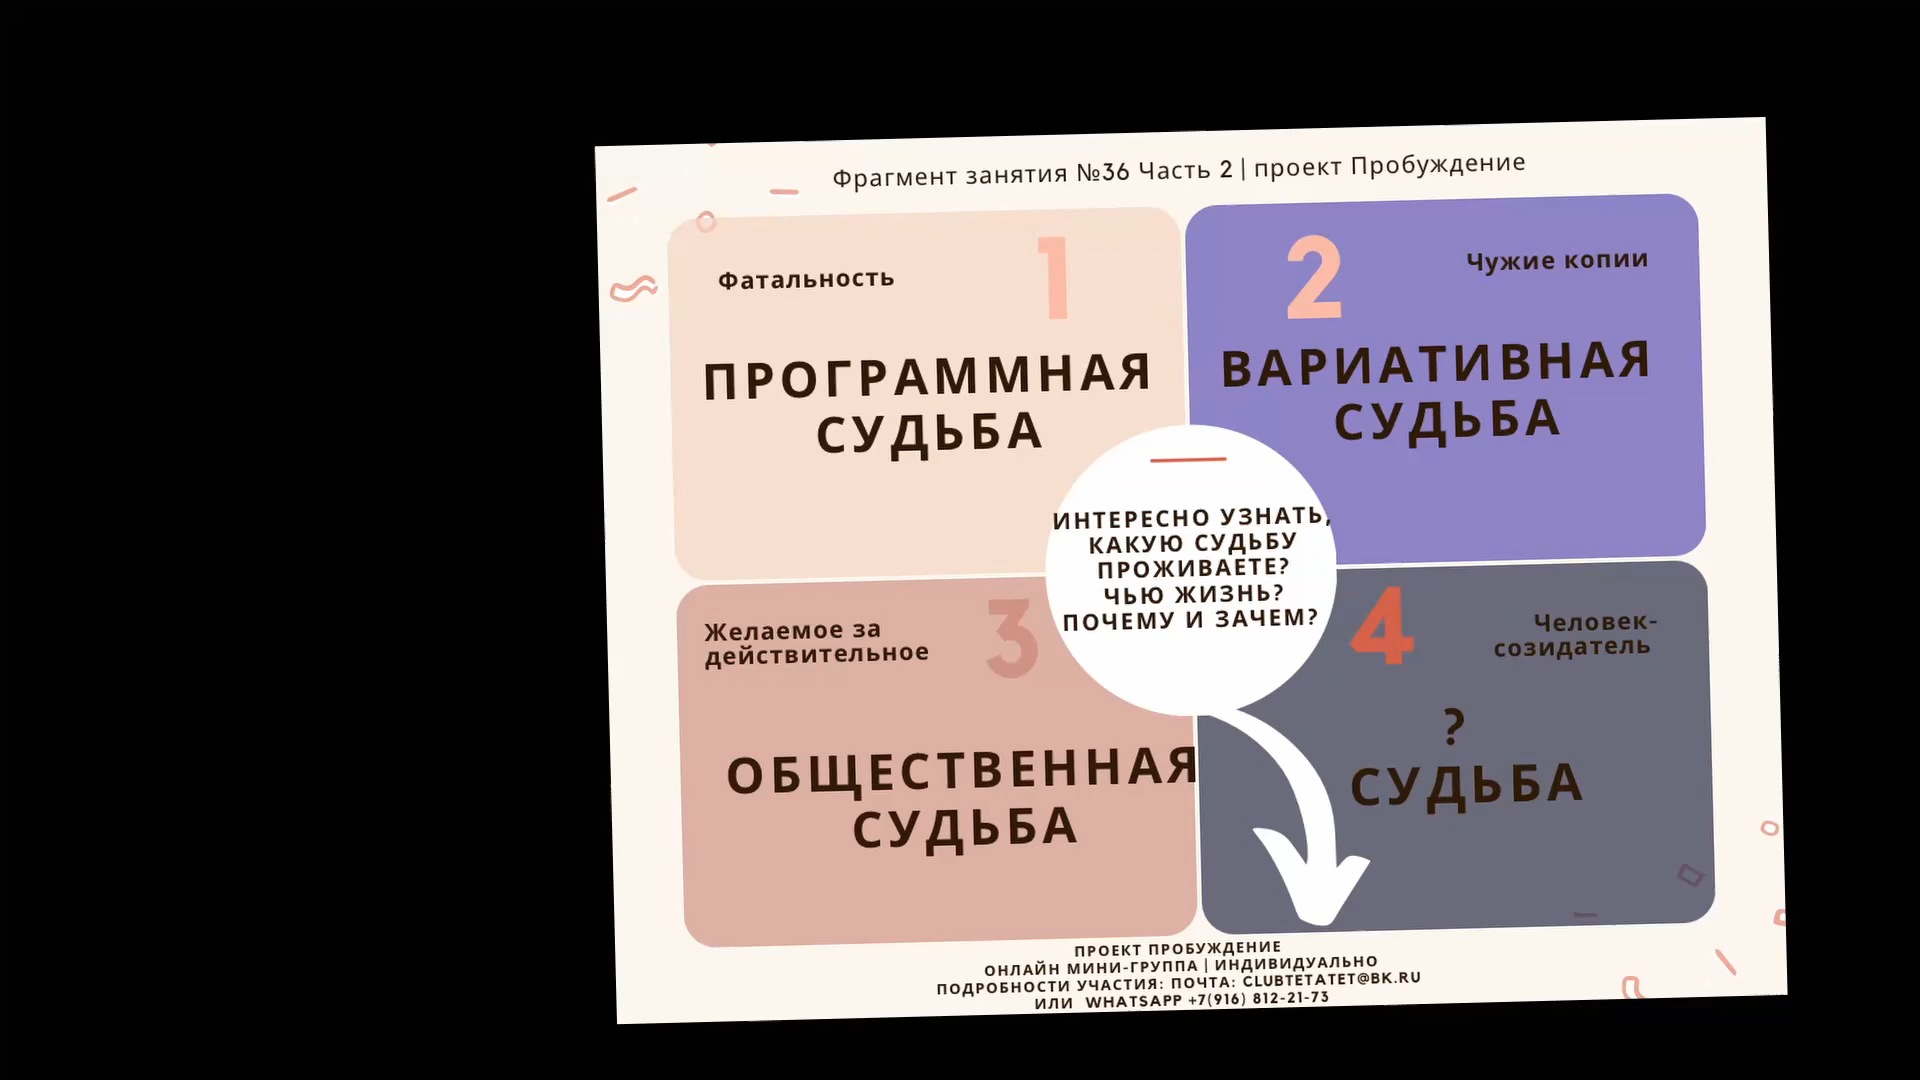 Фрагмент занятия №36 Часть 2 | проект Пробуждение
Фатальность
1
ПРОГРАММНАЯ
СУДЬБА
2
Чужие копии
ВАРИАТИВНАЯ
СУДЬБА
ИНТЕРЕСНО УЗНАТЬ,
КАКУЮ СУДЬБУ
ПРОЖИВАЕТЕ?
ЧЬЮ ЖИЗНЬ?
ПОЧЕМУ И ЗАЧЕМ?
Желаемое за
действительное
3
ОБЩЕСТВЕННАЯ
СУДЬБА
4
Человек-
созидатель
?
СУДЬБА
ПРОЕКТ ПРОБУЖДЕНИЕ
ОНЛАЙН МИНИ-ГРУППА | ИНДИВИДУАЛЬНО
ПОДРОБНОСТИ УЧАСТИЯ: ПОЧТА: CLUBTETATET@BK.RU
ИЛИ WHATSAPP +7(916) 812-21-73